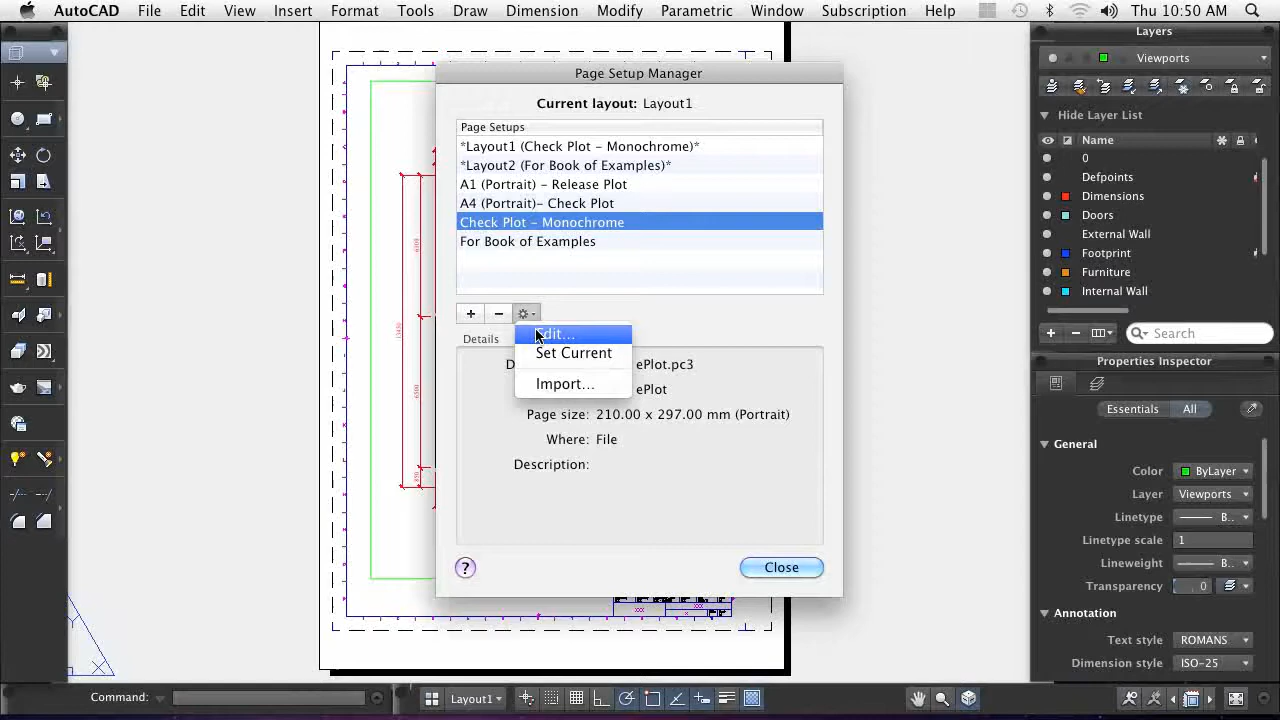 AutoCAD File Edit View Insert Format Tools Draw Dimension Modify Parametric Window Subscription Help Thu 10:50 AM
Page Setup Manager
Current layout: Layout1
Page Setups
*Layout1 (Check Plot - Monochrome)*
*Layout2 (For Book of Examples)*
A1 (Portrait) - Release Plot
A4 (Portrait)- Check Plot
Check Plot - Monochrome
For Book of Examples
+ -
Edit...
Set Current
Import...
Details
D ePlot.pc3
ePlot
Page size: 210.00 x 297.00 mm (Portrait)
Where: File
Description:
? Close
Layers
Viewports
Hide Layer List
Name
0
Defpoints
Dimensions
Doors
External Wall
Footprint
Furniture
Internal Wall
+ - Search
Properties Inspector
Essentials All
General
Color ByLayer
Layer Viewports
Linetype B..
Linetype scale 1
Lineweight B..
Transparency 0
Annotation
Text style ROMANS
Dimension style ISO-25
Command: Layout1